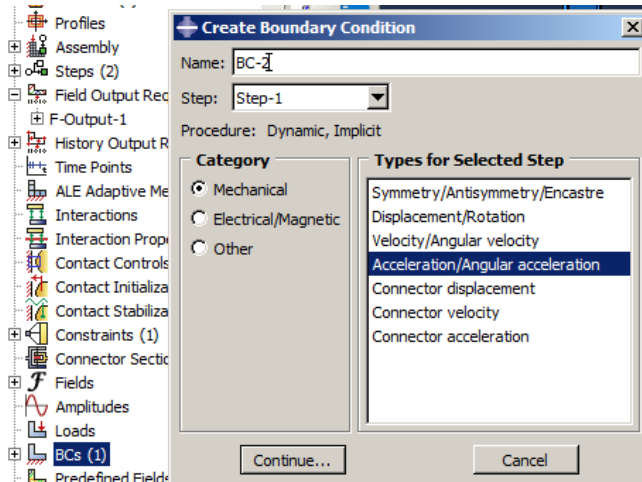 Profiles
Assembly
Steps (2)
Field Output Req
F-Output-1
History Output R
Time Points
ALE Adaptive Me
Interactions
Interaction Prope
Contact Controls
Contact Initializa
Contact Stabiliza
Constraints (1)
Connector Sectio
Fields
Amplitudes
Loads
BCs (1)
Predefined Fields
Create Boundary Condition
Name: BC-2
Step: Step-1
Procedure: Dynamic, Implicit
Category
Mechanical
Electrical/Magnetic
Other
Types for Selected Step
Symmetry/Antisymmetry/Encastre
Displacement/Rotation
Velocity/Angular velocity
Acceleration/Angular acceleration
Connector displacement
Connector velocity
Connector acceleration
Continue...
Cancel